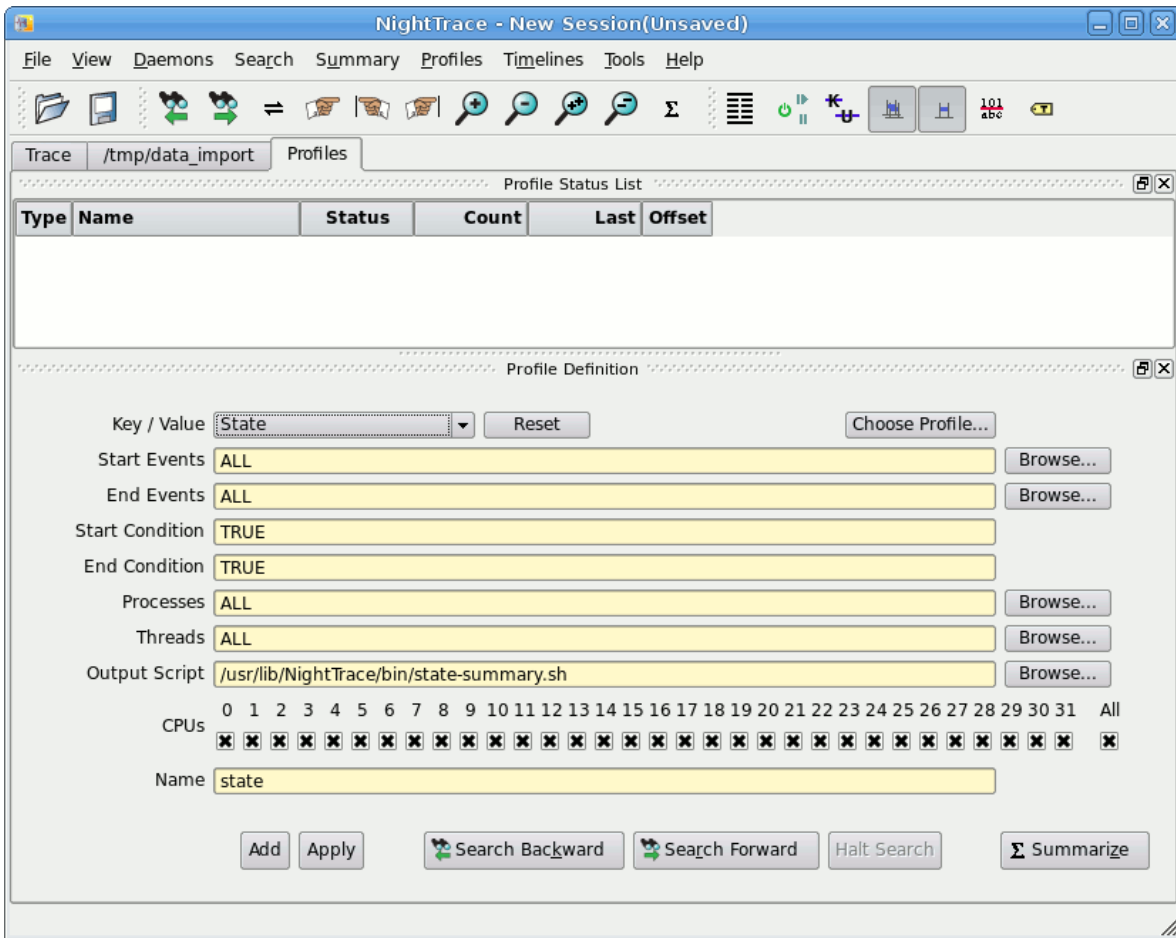 NightTrace - New Session(Unsaved)
File View Daemons Search Summary Profiles Timelines Tools Help
Σ K U 101 abc T
Trace /tmp/data_import Profiles
Profile Status List
Type Name Status Count Last Offset
Profile Definition
Key / Value State Reset Choose Profile...
Start Events ALL Browse...
End Events ALL Browse...
Start Condition TRUE
End Condition TRUE
Processes ALL Browse...
Threads ALL Browse...
Output Script /usr/lib/NightTrace/bin/state-summary.sh Browse...
0 1 2 3 4 5 6 7 8 9 10 11 12 13 14 15 16 17 18 19 20 21 22 23 24 25 26 27 28 29 30 31 All
CPUs
Name state
Add Apply Search Backward Search Forward Halt Search Σ Summarize